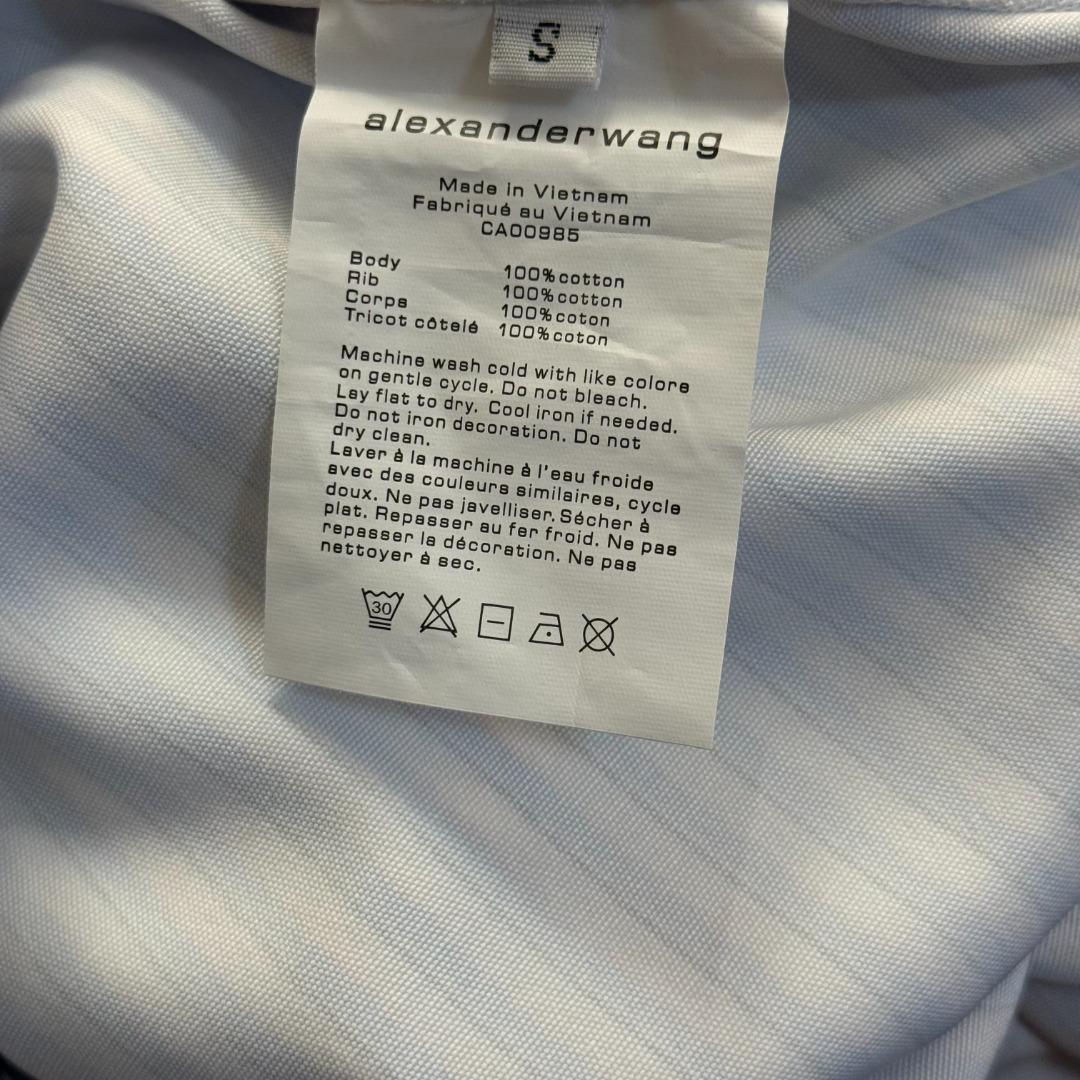 S
alexanderwang
Made in Vietnam
Fabriqué au Vietnam
CA00985
Body 100% cotton
Rib 100% cotton
Corps 100% coton
Tricot côtelé 100% coton
Machine wash cold with like colors
on gentle cycle. Do not bleach.
Lay flat to dry. Cool iron if needed.
Do not iron decoration. Do not
dry clean.
Laver à la machine à l'eau froide
avec des couleurs similaires, cycle
doux. Ne pas javelliser. Sécher à
plat. Repasser au fer froid. Ne pas
repasser la décoration. Ne pas
nettoyer à sec.
30